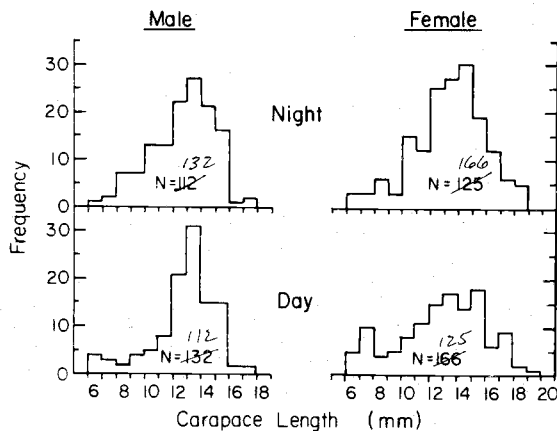 Male Female
30
20
10
0
Frequency
Night
132
N=112
166
N=125
30
20
10
0
Day
112
N=132
125
N=166
6 8 10 12 14 16 18 6 8 10 12 14 16 18 20
Carapace Length (mm)